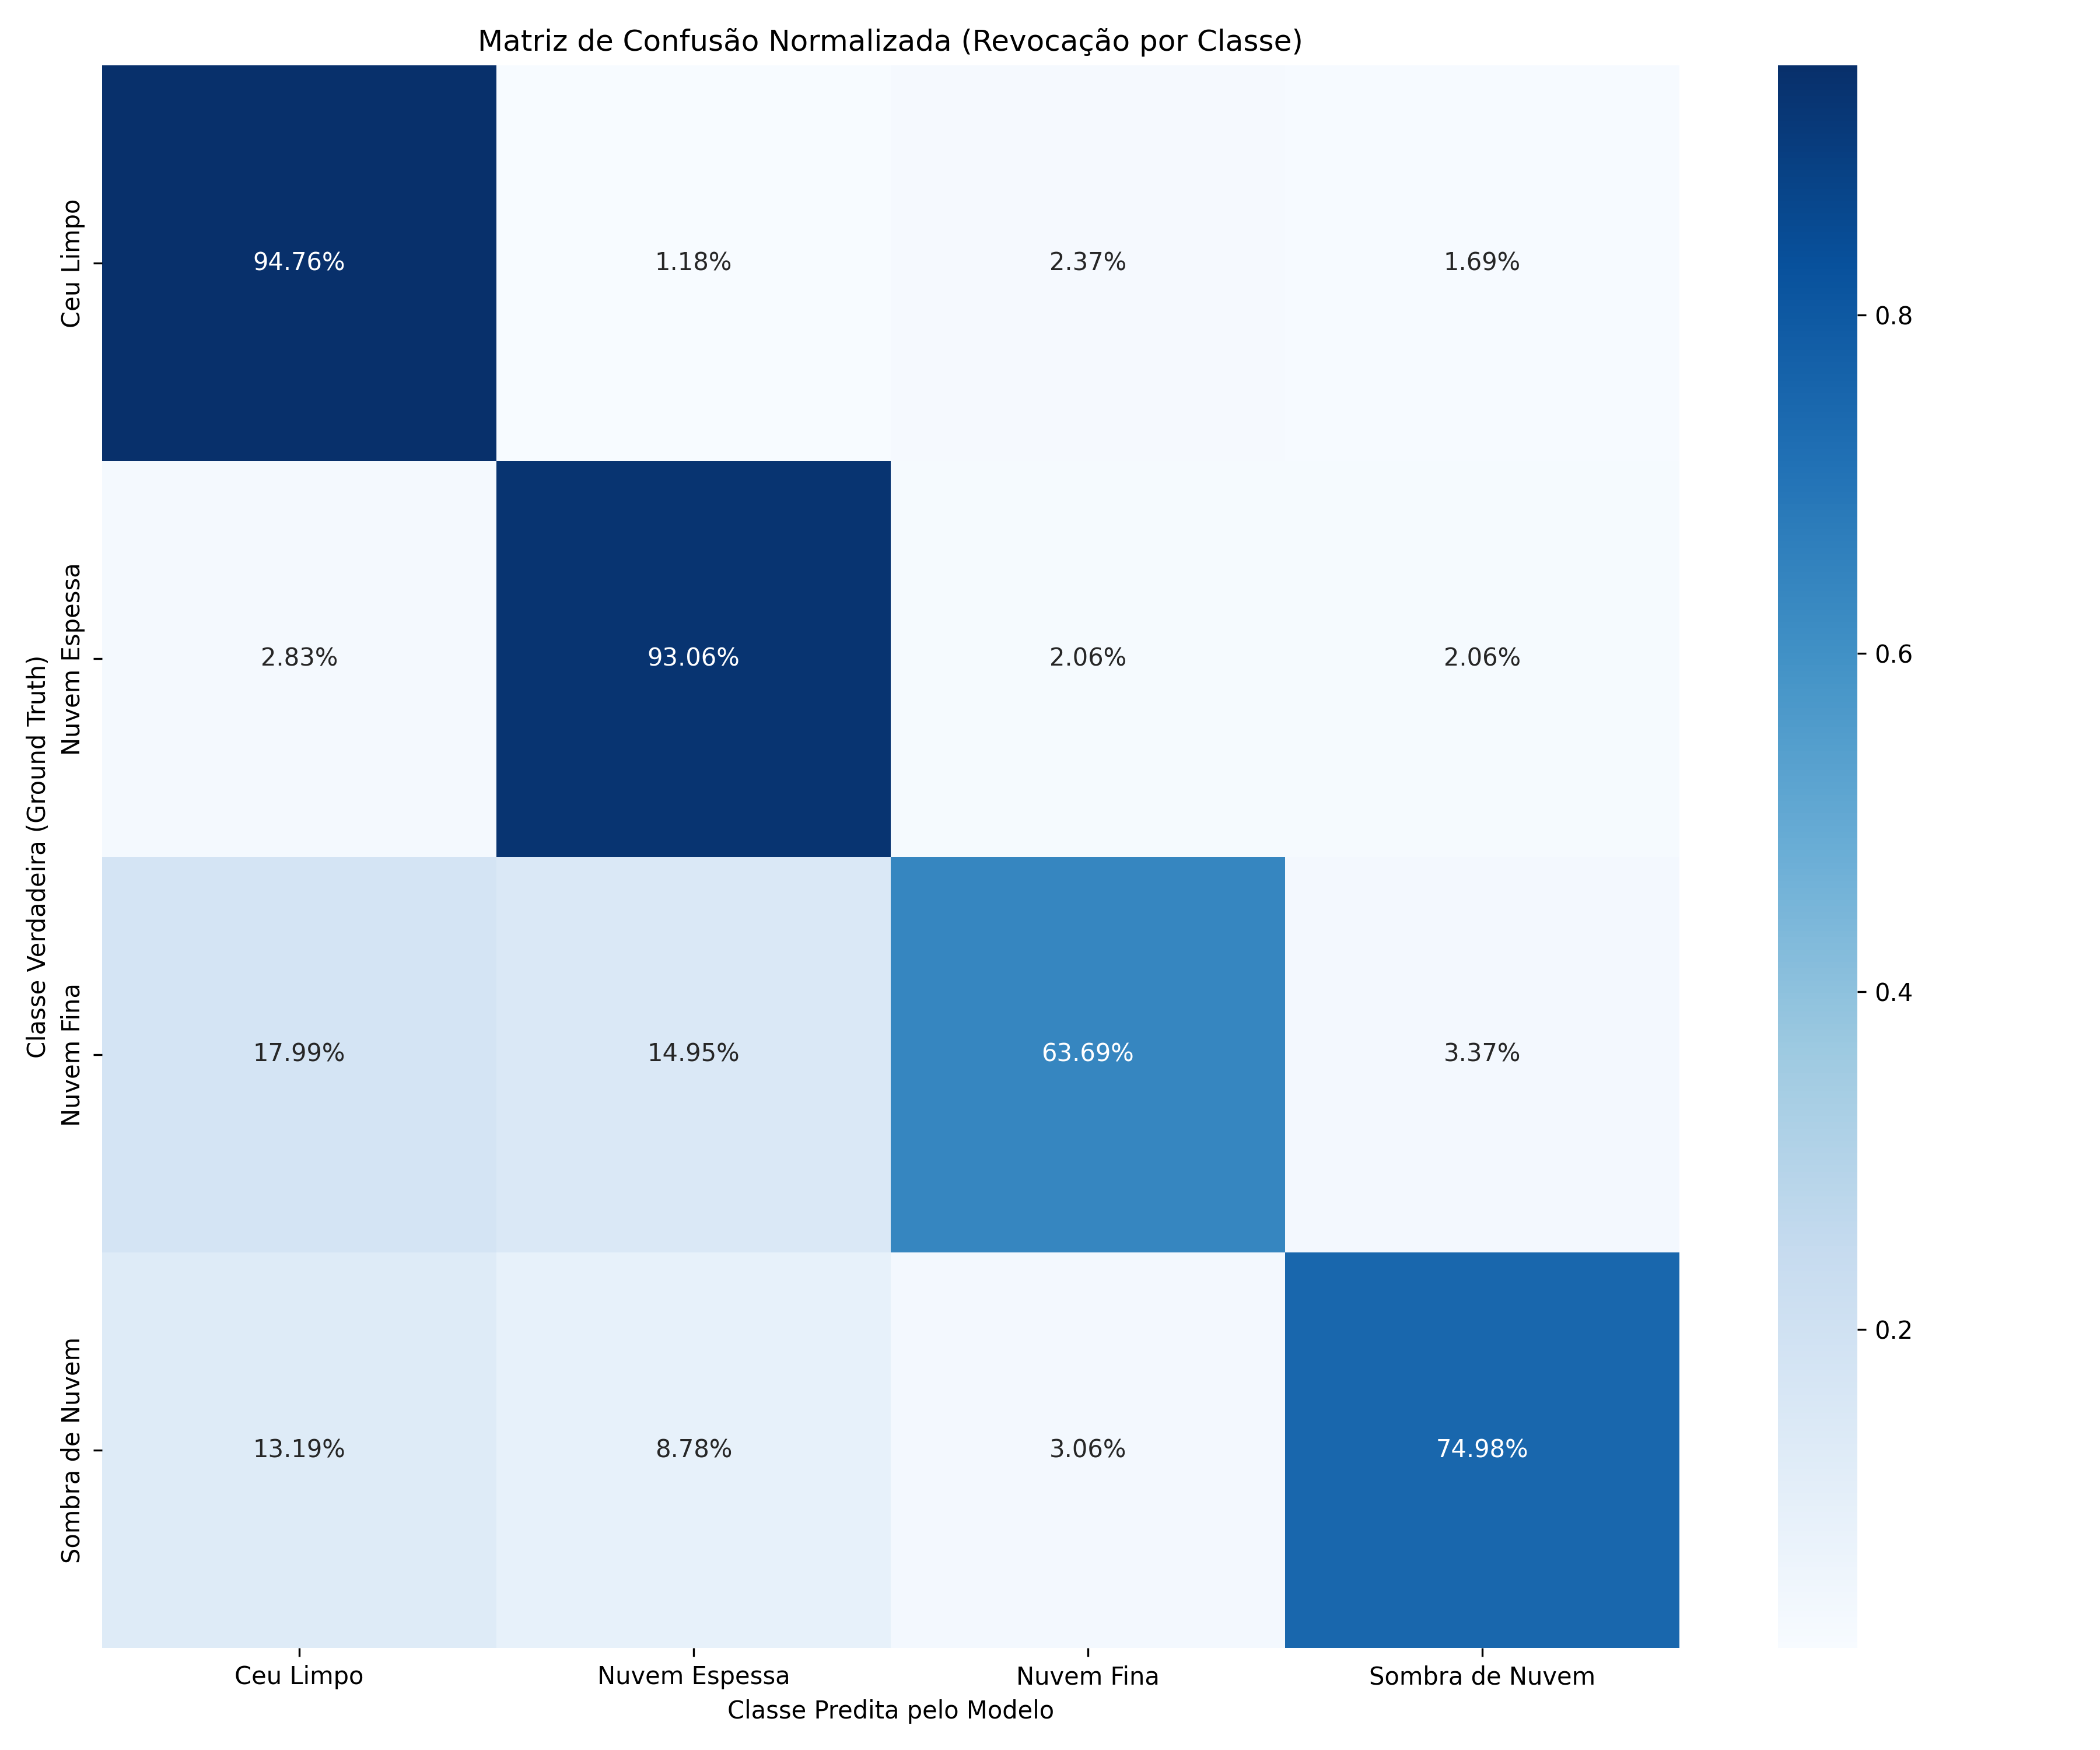 Matriz de Confusão Normalizada (Revocação por Classe)
Classe Verdadeira (Ground Truth)
Ceu Limpo
94.76%
1.18%
2.37%
1.69%
Nuvem Espessa
2.83%
93.06%
2.06%
2.06%
Nuvem Fina
17.99%
14.95%
63.69%
3.37%
Sombra de Nuvem
13.19%
8.78%
3.06%
74.98%
Ceu Limpo
Nuvem Espessa
Nuvem Fina
Sombra de Nuvem
Classe Predita pelo Modelo
0.8
0.6
0.4
0.2